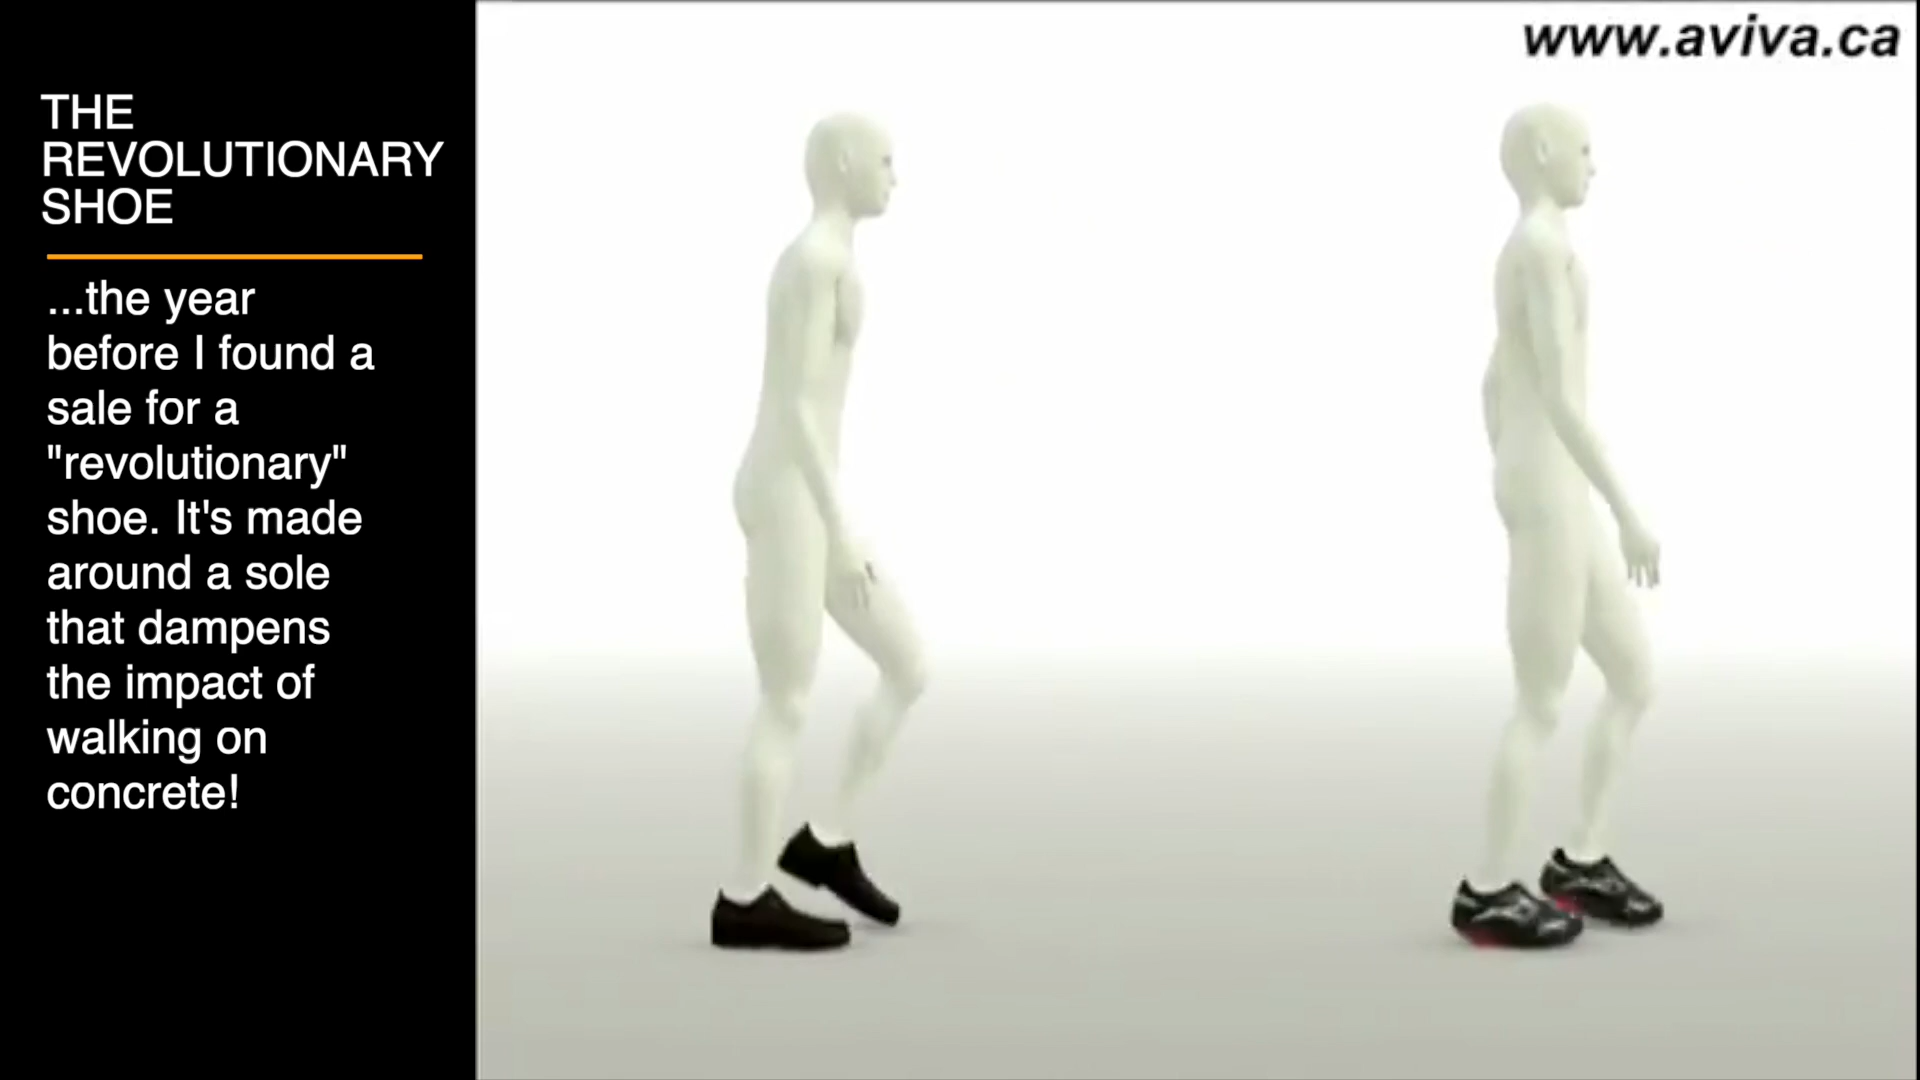 THE
REVOLUTIONARY
SHOE
...the year
before I found a
sale for a
"revolutionary"
shoe. It's made
around a sole
that dampens
the impact of
walking on
concrete!
www.aviva.ca